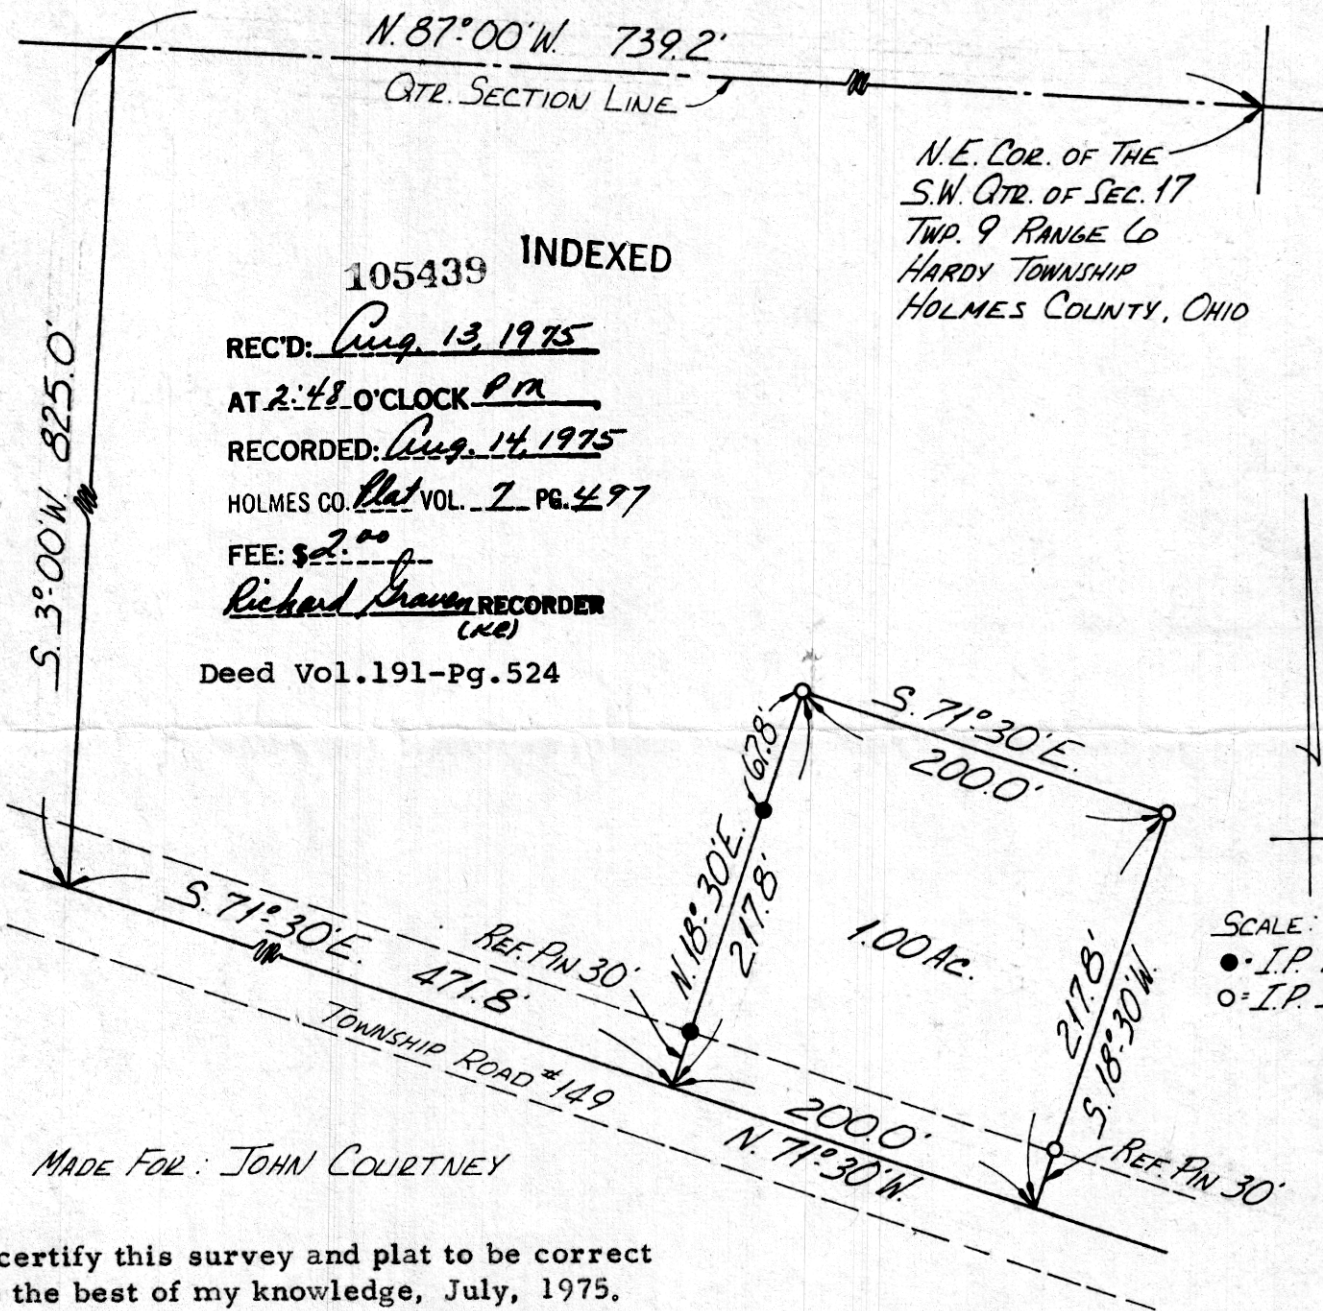 N. 87° 00' W. 739.2'
QTR. SECTION LINE
N.E. COR. OF THE
S.W. QTR. OF SEC. 17
TWP. 9 RANGE 6
HARDY TOWNSHIP
HOLMES COUNTY, OHIO
S. 3° 00' W. 825.0'
INDEXED
105439
REC'D: Aug. 13, 1975
AT 2:48 O'CLOCK P M
RECORDED: Aug. 14, 1975
HOLMES CO. Plat VOL. 7 PG. 497
FEE: $ 2.00
Richard Graven RECORDER
(KE)
Deed Vol.191-Pg.524
S. 71° 30' E.
200.0'
67.8'
N. 18° 30' E.
217.8'
1.00 AC.
217.8'
S. 18° 30' W.
SCALE:
● = I.P.
○ = I.P.
S. 71° 30' E. 471.8'
REF. PIN 30'
TOWNSHIP ROAD #149
200.0'
N. 71° 30' W.
REF. PIN 30'
MADE FOR: JOHN COURTNEY
certify this survey and plat to be correct
the best of my knowledge, July, 1975.